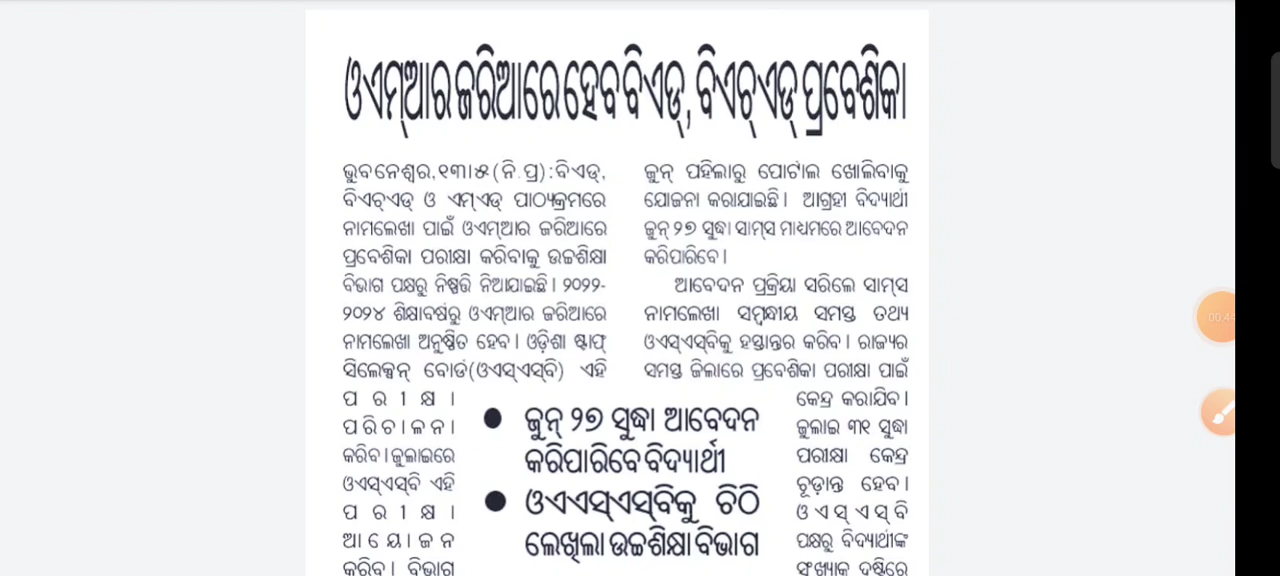 ଓଏମ୍ଆର ଜରିଆରେ ହେବ ବିଏଡ୍, ବିଏଚ୍ଏଡ୍ ପ୍ରବେଶିକା
ଭୁବନେଶ୍ୱର,୧୩।୫(ନି.ପ୍ର):ବିଏଡ୍,
ବିଏଚ୍ଏଡ୍ ଓ ଏମ୍ଏଡ୍ ପାଠ୍ୟକ୍ରମରେ
ନାମଲେଖା ପାଇଁ ଓଏମ୍ଆର ଜରିଆରେ
ପ୍ରବେଶିକା ପରୀକ୍ଷା କରିବାକୁ ଉଚ୍ଚଶିକ୍ଷା
ବିଭାଗ ପକ୍ଷରୁ ନିଷ୍ପତ୍ତି ନିଆଯାଇଛି। ୨୦୨୨-
୨୦୨୪ ଶିକ୍ଷାବର୍ଷରୁ ଓଏମ୍ଆର ଜରିଆରେ
ନାମଲେଖା ଅନୁଷ୍ଠିତ ହେବ। ଓଡ଼ିଶା ଷ୍ଟାଫ୍
ସିଲେକ୍ସନ୍ ବୋର୍ଡ(ଓଏସ୍ଏସ୍ବି) ଏହି
ପରୀକ୍ଷା
ପରିଚାଳନା
କରିବ।ଜୁଲାଇରେ
ଓଏସ୍ଏସ୍ବି ଏହି
ପରୀକ୍ଷା
ଆୟୋଜନ
କରିବ। ବିଭାଗ
● ଜୁନ୍ ୨୭ ସୁଦ୍ଧା ଆବେଦନ
କରିପାରିବେ ବିଦ୍ୟାର୍ଥୀ
● ଓଏଏସ୍ଏସ୍ବିକୁ ଚିଠି
ଲେଖିଲା ଉଚ୍ଚଶିକ୍ଷା ବିଭାଗ
ଜୁନ୍ ପହିଲାରୁ ପୋର୍ଟାଲ ଖୋଲିବାକୁ
ଯୋଜନା କରାଯାଇଛି। ଆଗ୍ରହୀ ବିଦ୍ୟାର୍ଥୀ
ଜୁନ୍ ୨୭ ସୁଦ୍ଧା ସାମ୍ସ ମାଧ୍ୟମରେ ଆବେଦନ
କରିପାରିବେ।
ଆବେଦନ ପ୍ରକ୍ରିୟା ସରିଲେ ସାମ୍ସ
ନାମଲେଖା ସମ୍ବନ୍ଧୀୟ ସମସ୍ତ ତଥ୍ୟ
ଓଏସ୍ଏସ୍ବିକୁ ହସ୍ତାନ୍ତର କରିବ। ରାଜ୍ୟର
ସମସ୍ତ ଜିଲାରେ ପ୍ରବେଶିକା ପରୀକ୍ଷା ପାଇଁ
କେନ୍ଦ୍ର କରାଯିବ।
ଜୁଲାଇ ୩୧ ସୁଦ୍ଧା
ପରୀକ୍ଷା କେନ୍ଦ୍ର
ଚୂଡ଼ାନ୍ତ ହେବ।
ଓଏସ୍ଏସ୍ବି
ପକ୍ଷରୁ ବିଦ୍ୟାର୍ଥୀଙ୍କ
ସଂଖ୍ୟାକୁ ଦୃଷ୍ଟିରେ
00:44